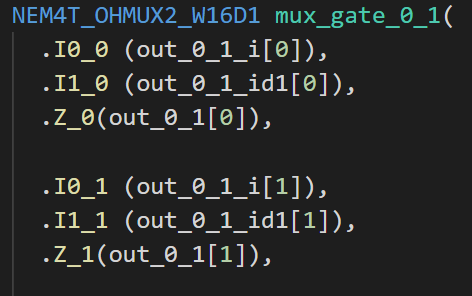 NEM4T_OHMUX2_W16D1 mux_gate_0_1(
.I0_0 (out_0_1_i[0]),
.I1_0 (out_0_1_id1[0]),
.Z_0(out_0_1[0]),
.I0_1 (out_0_1_i[1]),
.I1_1 (out_0_1_id1[1]),
.Z_1(out_0_1[1]),